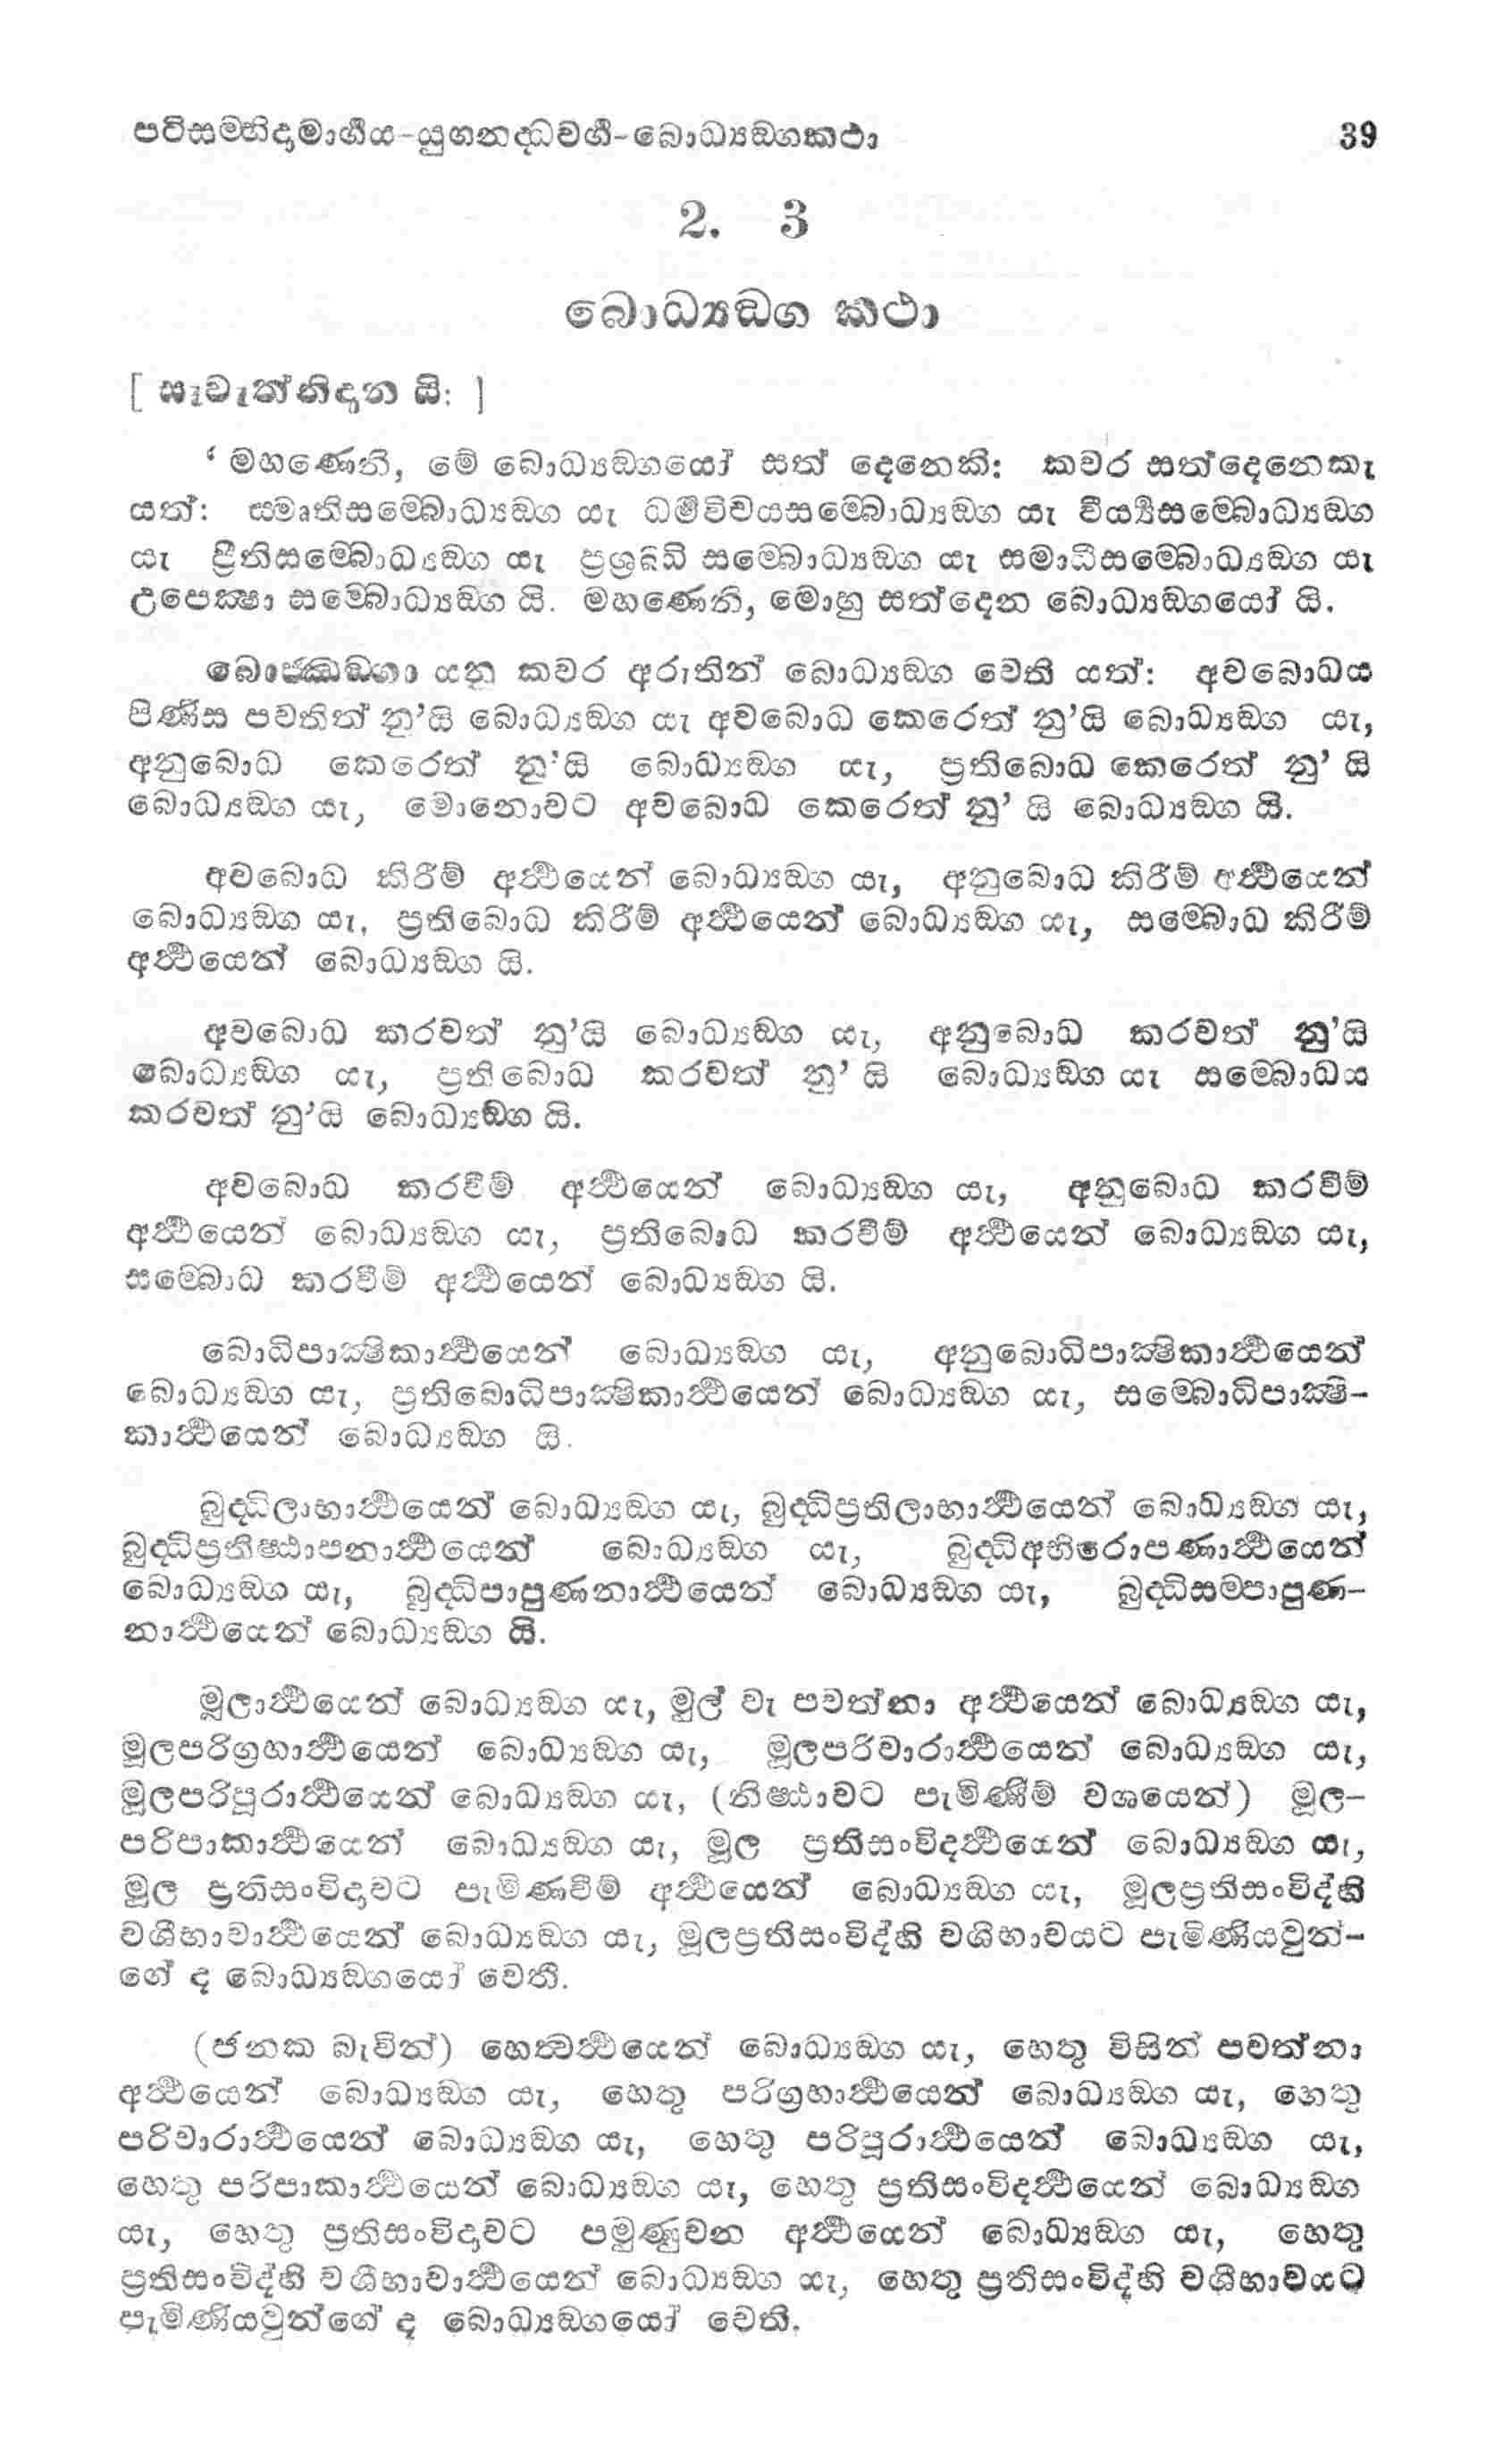 පටිසම්භිදාමාර්ගය-යුගනද්ධවර්ග-බොධ්‍යඞ්ගකථා 39
2. 3
බොධ්‍යඞ්ග කථා
[ සැවැත්නිදාන යි: ]
‘ මහණෙනි, මේ බොධ්‍යඞ්ගයෝ සත් දෙනෙකි: කවර සත්දෙනෙකැ
යත්: සමෘතිසම්බොධ්‍යඞ්ග යැ ධර්මවිචයසම්බොධ්‍යඞ්ග යැ වීර්‍ය්‍යසම්බොධ්‍යඞ්ග
යැ ප්‍රීතිසම්බොධ්‍යඞ්ග යැ ප්‍රශ්‍රබ්ධි සම්බොධ්‍යඞ්ග යැ සමාධිසම්බොධ්‍යඞ්ග යැ
උපෙක්‍ෂා සම්බොධ්‍යඞ්ග යි. මහණෙනි, මොහු සත්දෙන බොධ්‍යඞ්ගයෝ යි.
බොජ්ඣඞ්ගා යනු කවර අරුතින් බොධ්‍යඞ්ග වෙති යත්: අවබොධය
පිණිස පවතිත් නු’යි බොධ්‍යඞ්ග යැ අවබොධ කෙරෙත් නු’යි බොධ්‍යඞ්ග යැ,
අනුබොධ කෙරෙත් නු’යි බොධ්‍යඞ්ග යැ, ප්‍රතිබොධ කෙරෙත් නු’ යි
බොධ්‍යඞ්ග යැ, මොනොවට අවබොධ කෙරෙත් නු’ යි බොධ්‍යඞ්ග යි.
අවබොධ කිරීම් අර්ත්‍ථයෙන් බොධ්‍යඞ්ග යැ, අනුබොධ කිරීම් අර්ත්‍ථයෙන්
බොධ්‍යඞ්ග යැ, ප්‍රතිබොධ කිරීම් අර්ත්‍ථයෙන් බොධ්‍යඞ්ග යැ, සම්බොධ කිරීම්
අර්ත්‍ථයෙන් බොධ්‍යඞ්ග යි.
අවබොධ කරවත් නු’යි බොධ්‍යඞ්ග යැ, අනුබොධ කරවත් නු’යි
බොධ්‍යඞ්ග යැ, ප්‍රතිබොධ කරවත් නු’ යි බොධ්‍යඞ්ග යැ සම්බොධය
කරවත් නු’යි බොධ්‍යඞ්ග යි.
අවබොධ කරවීම් අර්ත්‍ථයෙන් බොධ්‍යඞ්ග යැ, අනුබොධ කරවීම්
අර්ත්‍ථයෙන් බොධ්‍යඞ්ග යැ, ප්‍රතිබොධ කරවීම් අර්ත්‍ථයෙන් බොධ්‍යඞ්ග යැ,
සම්බොධ කරවීම් අර්ත්‍ථයෙන් බොධ්‍යඞ්ග යි.
බොධිපාක්‍ෂිකාර්ත්‍ථයෙන් බොධ්‍යඞ්ග යැ, අනුබොධිපාක්‍ෂිකාර්ත්‍ථයෙන්
බොධ්‍යඞ්ග යැ, ප්‍රතිබොධිපාක්‍ෂිකාර්ත්‍ථයෙන් බොධ්‍යඞ්ග යැ, සම්බොධිපාක්‍ෂි-
කාර්ත්‍ථයෙන් බොධ්‍යඞ්ග යි.
බුද්ධිලාභාර්ත්‍ථයෙන් බොධ්‍යඞ්ග යැ, බුද්ධිප්‍රතිලාභාර්ත්‍ථයෙන් බොධ්‍යඞ්ග යැ,
බුද්ධිප්‍රතිෂ්ඨාපනාර්ත්‍ථයෙන් බොධ්‍යඞ්ග යැ, බුද්ධිඅභිරොපණාර්ත්‍ථයෙන්
බොධ්‍යඞ්ග යැ, බුද්ධිපාපුණනාර්ත්‍ථයෙන් බොධ්‍යඞ්ග යැ, බුද්ධිසම්පාපුණ-
නාර්ත්‍ථයෙන් බොධ්‍යඞ්ග යි.
මූලාර්ත්‍ථයෙන් බොධ්‍යඞ්ග යැ, මුල් වැ පවත්නා අර්ත්‍ථයෙන් බොධ්‍යඞ්ග යැ,
මූලපරිග්‍රහාර්ත්‍ථයෙන් බොධ්‍යඞ්ග යැ, මූලපරිවාරාර්ත්‍ථයෙන් බොධ්‍යඞ්ග යැ,
මූලපරිපූරාර්ත්‍ථයෙන් බොධ්‍යඞ්ග යැ, (නිෂ්ඨාවට පැමිණීම් වශයෙන්) මූල-
පරිපාකාර්ත්‍ථයෙන් බොධ්‍යඞ්ග යැ, මූල ප්‍රතිසංවිදර්ත්‍ථයෙන් බොධ්‍යඞ්ග යැ,
මූල ප්‍රතිසංවිදාවට පැමිණවීම් අර්ත්‍ථයෙන් බොධ්‍යඞ්ග යැ, මූලප්‍රතිසංවිද්හි
වශීභාවාර්ත්‍ථයෙන් බොධ්‍යඞ්ග යැ, මූලප්‍රතිසංවිද්හි වශීභාවයට පැමිණියවුන්-
ගේ ද බොධ්‍යඞ්ගයෝ වෙති.
(ජනක බැවින්) හෙත්වර්ත්‍ථයෙන් බොධ්‍යඞ්ග යැ, හෙතු විසින් පවත්නා
අර්ත්‍ථයෙන් බොධ්‍යඞ්ග යැ, හෙතු පරිග්‍රහාර්ත්‍ථයෙන් බොධ්‍යඞ්ග යැ, හෙතු
පරිවාරාර්ත්‍ථයෙන් බොධ්‍යඞ්ග යැ, හෙතු පරිපූරාර්ත්‍ථයෙන් බොධ්‍යඞ්ග යැ,
හෙතු පරිපාකාර්ත්‍ථයෙන් බොධ්‍යඞ්ග යැ, හෙතු ප්‍රතිසංවිදර්ත්‍ථයෙන් බොධ්‍යඞ්ග
යැ, හෙතු ප්‍රතිසංවිදාවට පමුණුවන අර්ත්‍ථයෙන් බොධ්‍යඞ්ග යැ, හෙතු
ප්‍රතිසංවිද්හි වශීභාවාර්ත්‍ථයෙන් බොධ්‍යඞ්ග යැ, හෙතු ප්‍රතිසංවිද්හි වශීභාවයට
පැමිණියවුන්ගේ ද බොධ්‍යඞ්ගයෝ වෙති.